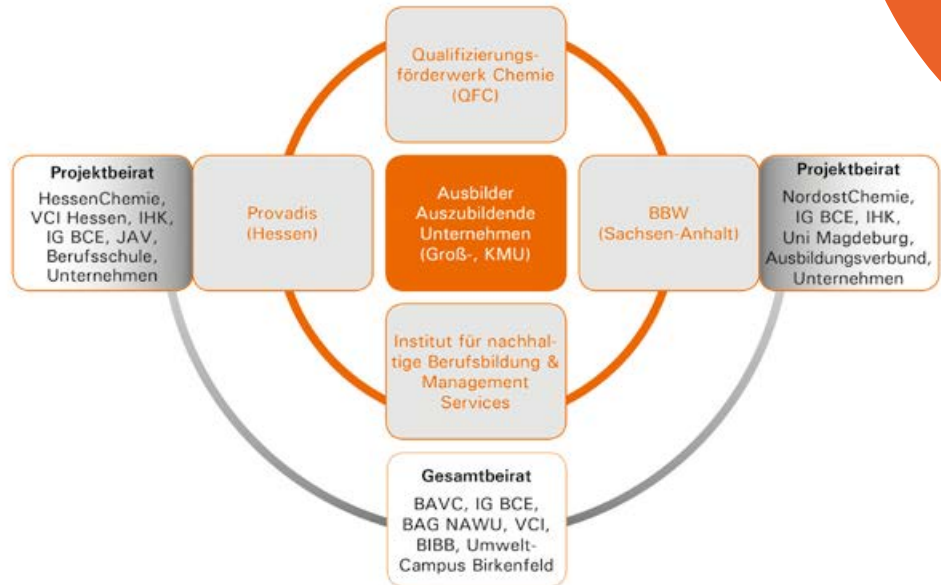 Qualifizierungs-
förderwerk Chemie
(QFC)
Projektbeirat
HessenChemie,
VCI Hessen, IHK,
IG BCE, JAV,
Berufsschule,
Unternehmen
Provadis
(Hessen)
Ausbilder
Auszubildende
Unternehmen
(Groß-, KMU)
BBW
(Sachsen-Anhalt)
Projektbeirat
NordostChemie,
IG BCE, IHK,
Uni Magdeburg,
Ausbildungsverbund,
Unternehmen
Institut für nachhal-
tige Berufsbildung &
Management
Services
Gesamtbeirat
BAVC, IG BCE,
BAG NAWU, VCI,
BIBB, Umwelt-
Campus Birkenfeld